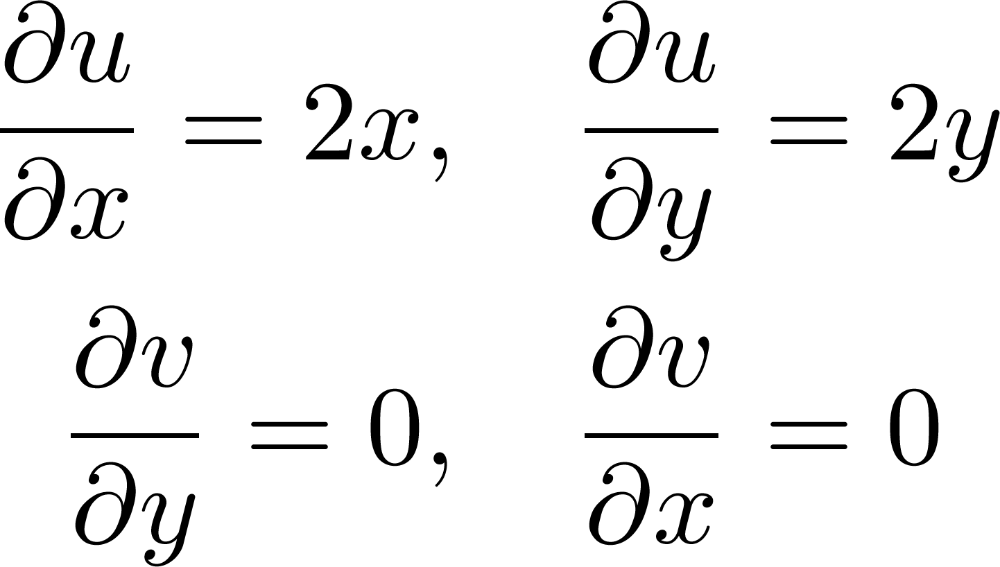 ∂u/∂x = 2x, ∂u/∂y = 2y
∂v/∂y = 0, ∂v/∂x = 0